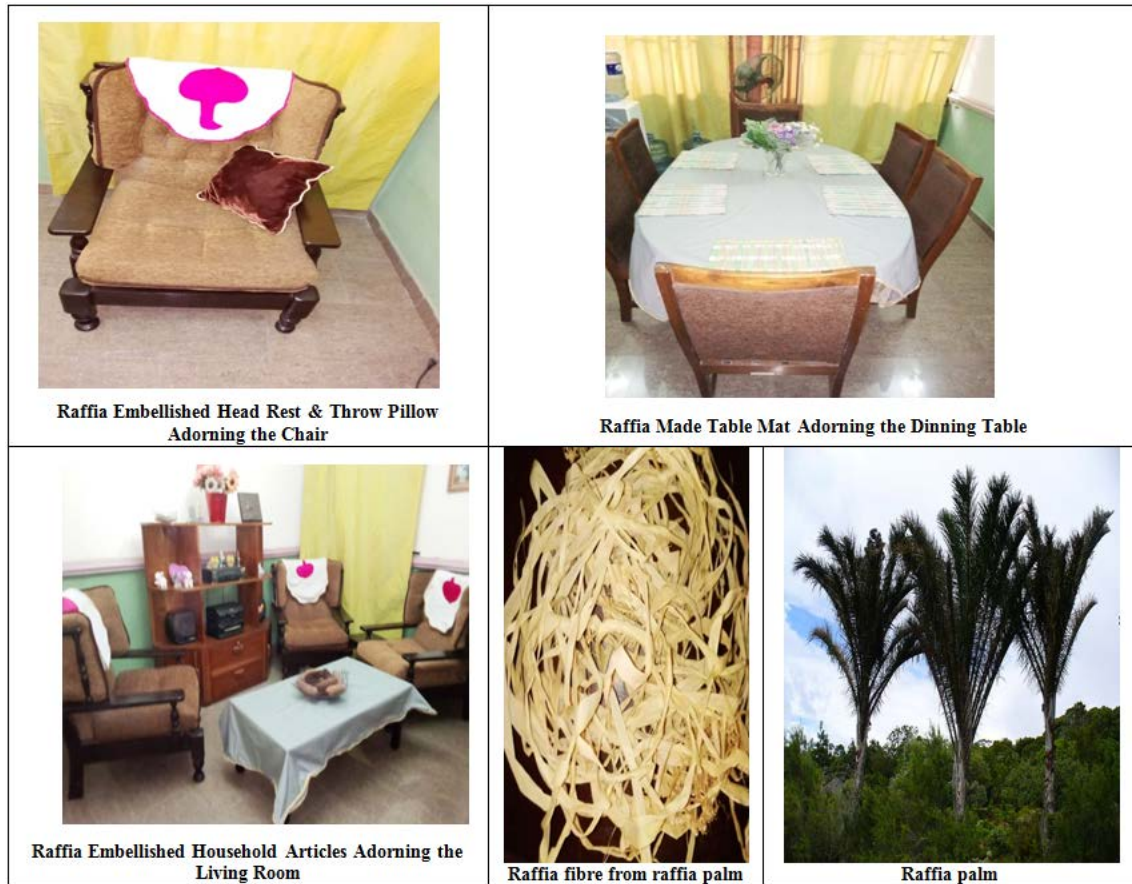 Raffia Embellished Head Rest & Throw Pillow
Adorning the Chair
Raffia Made Table Mat Adorning the Dinning Table
Raffia Embellished Household Articles Adorning the
Living Room
Raffia fibre from raffia palm
Raffia palm